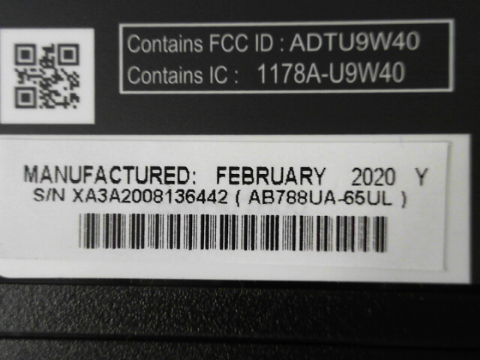 Contains FCC ID : ADTU9W40
Contains IC : 1178A-U9W40
MANUFACTURED: FEBRUARY 2020 Y
S/N XA3A2008136442 ( AB788UA-65UL )